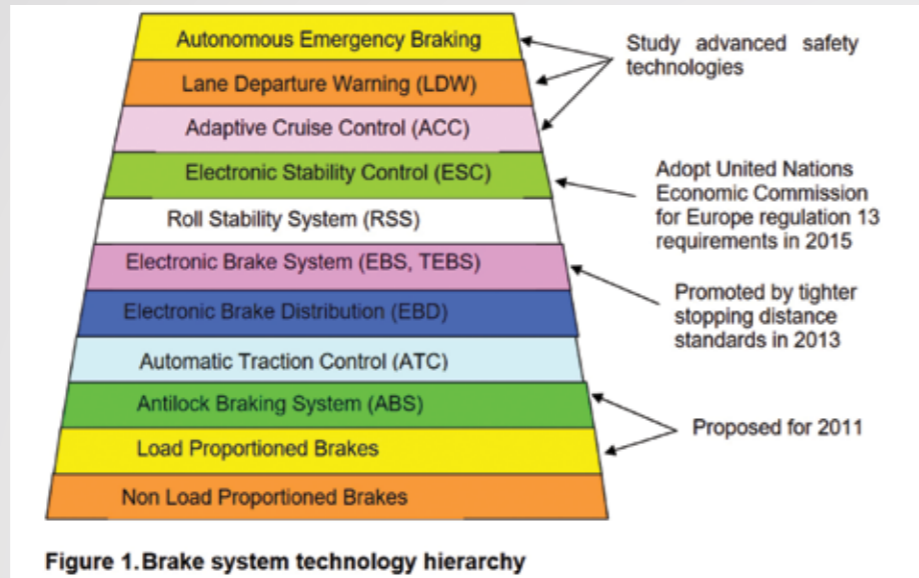 Autonomous Emergency Braking
Lane Departure Warning (LDW)
Adaptive Cruise Control (ACC)
Electronic Stability Control (ESC)
Roll Stability System (RSS)
Electronic Brake System (EBS, TEBS)
Electronic Brake Distribution (EBD)
Automatic Traction Control (ATC)
Antilock Braking System (ABS)
Load Proportioned Brakes
Non Load Proportioned Brakes
Study advanced safety
technologies
Adopt United Nations
Economic Commission
for Europe regulation 13
requirements in 2015
Promoted by tighter
stopping distance
standards in 2013
Proposed for 2011
Figure 1.Brake system technology hierarchy